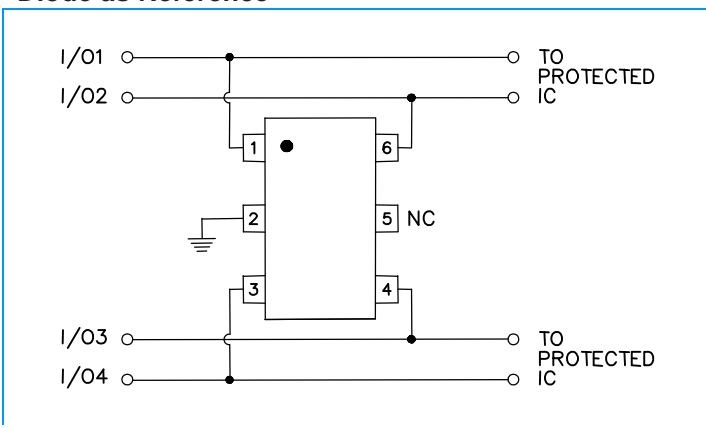 Diode as Reference
I/O1
TO
PROTECTED
I/O2
IC
1
6
2
5
NC
3
4
I/O3
TO
PROTECTED
I/O4
IC